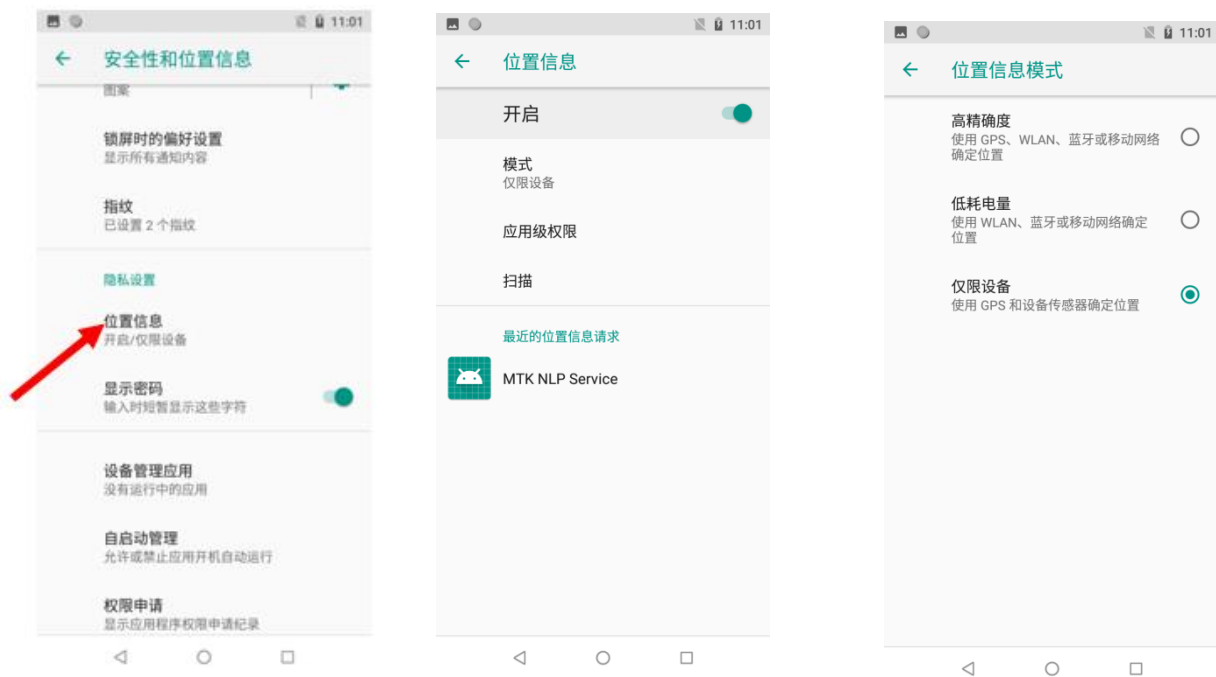 11:01
安全性和位置信息
图案
锁屏时的偏好设置
显示所有通知内容
指纹
已设置 2 个指纹
隐私设置
位置信息
开启/仅限设备
显示密码
输入时短暂显示这些字符
设备管理应用
没有运行中的应用
自启动管理
允许或禁止应用开机自动运行
权限申请
显示应用程序权限申请纪录
11:01
位置信息
开启
模式
仅限设备
应用级权限
扫描
最近的位置信息请求
MTK NLP Service
11:01
位置信息模式
高精确度
使用 GPS、WLAN、蓝牙或移动网络
确定位置
低耗电量
使用 WLAN、蓝牙或移动网络确定
位置
仅限设备
使用 GPS 和设备传感器确定位置